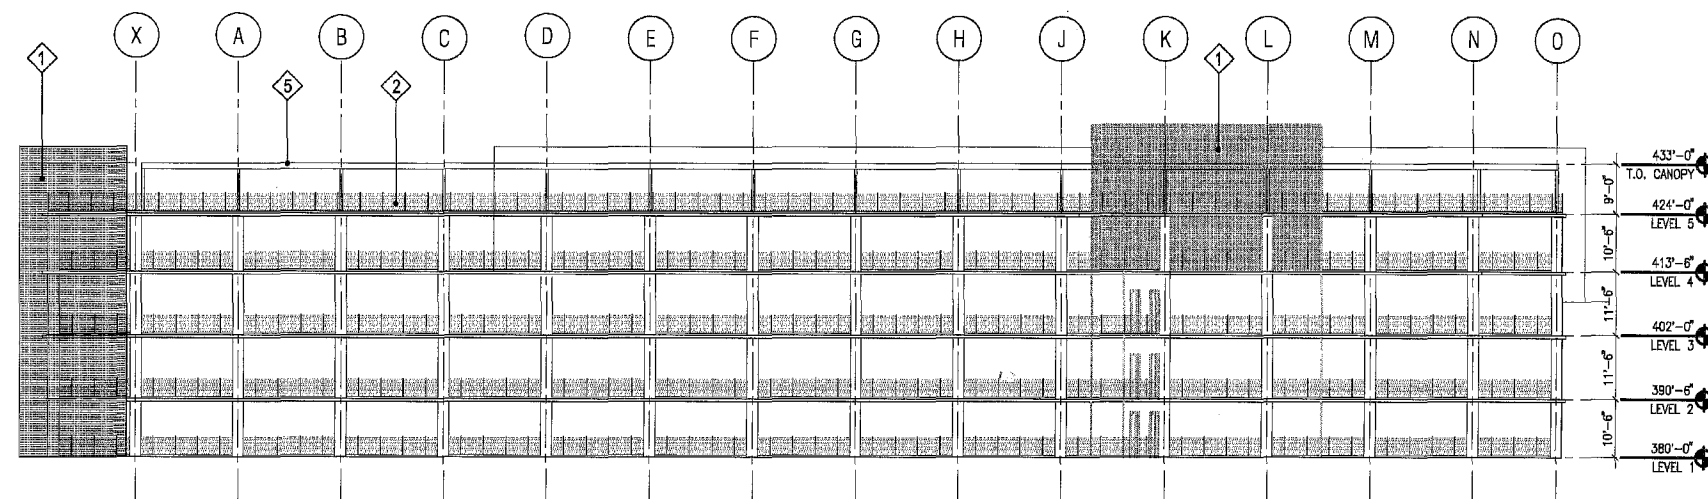 X A B C D E F G H J K L M N O
1 1
5 2
433'-0"
T.O. CANOPY
9'-0"
424'-0"
LEVEL 5
10'-6"
413'-6"
LEVEL 4
11'-6"
402'-0"
LEVEL 3
11'-6"
390'-6"
LEVEL 2
10'-6"
380'-0"
LEVEL 1